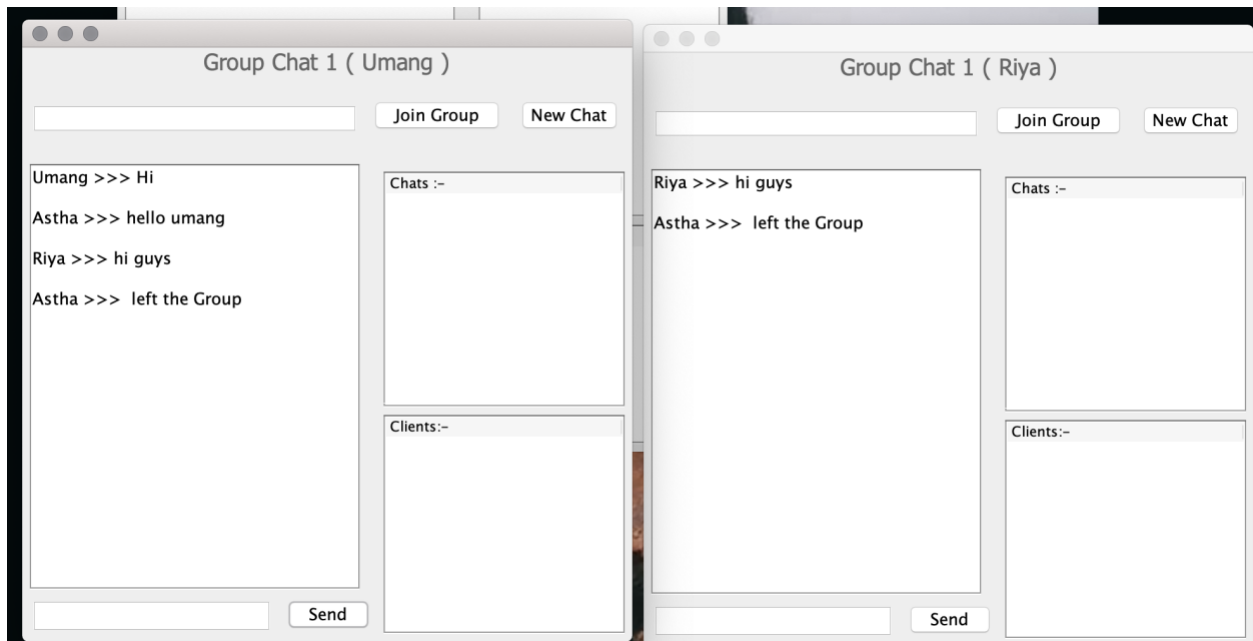 Group Chat 1 ( Umang )
Join Group
New Chat
Umang >>> Hi
Astha >>> hello umang
Riya >>> hi guys
Astha >>>  left the Group
Chats :-
Clients:-
Send
Group Chat 1 ( Riya )
Join Group
New Chat
Riya >>> hi guys
Astha >>>  left the Group
Chats :-
Clients:-
Send